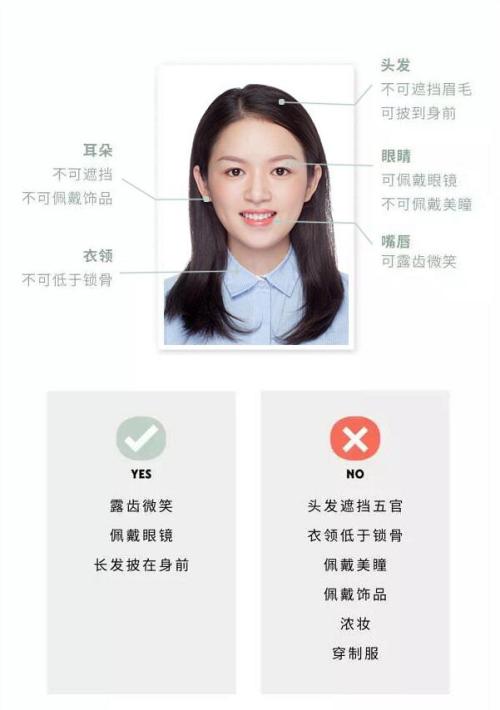 头发
不可遮挡眉毛
可披到身前
耳朵
不可遮挡
不可佩戴饰品
眼睛
可佩戴眼镜
不可佩戴美瞳
嘴唇
可露齿微笑
衣领
不可低于锁骨
YES
露齿微笑
佩戴眼镜
长发披在身前
NO
头发遮挡五官
衣领低于锁骨
佩戴美瞳
佩戴饰品
浓妆
穿制服